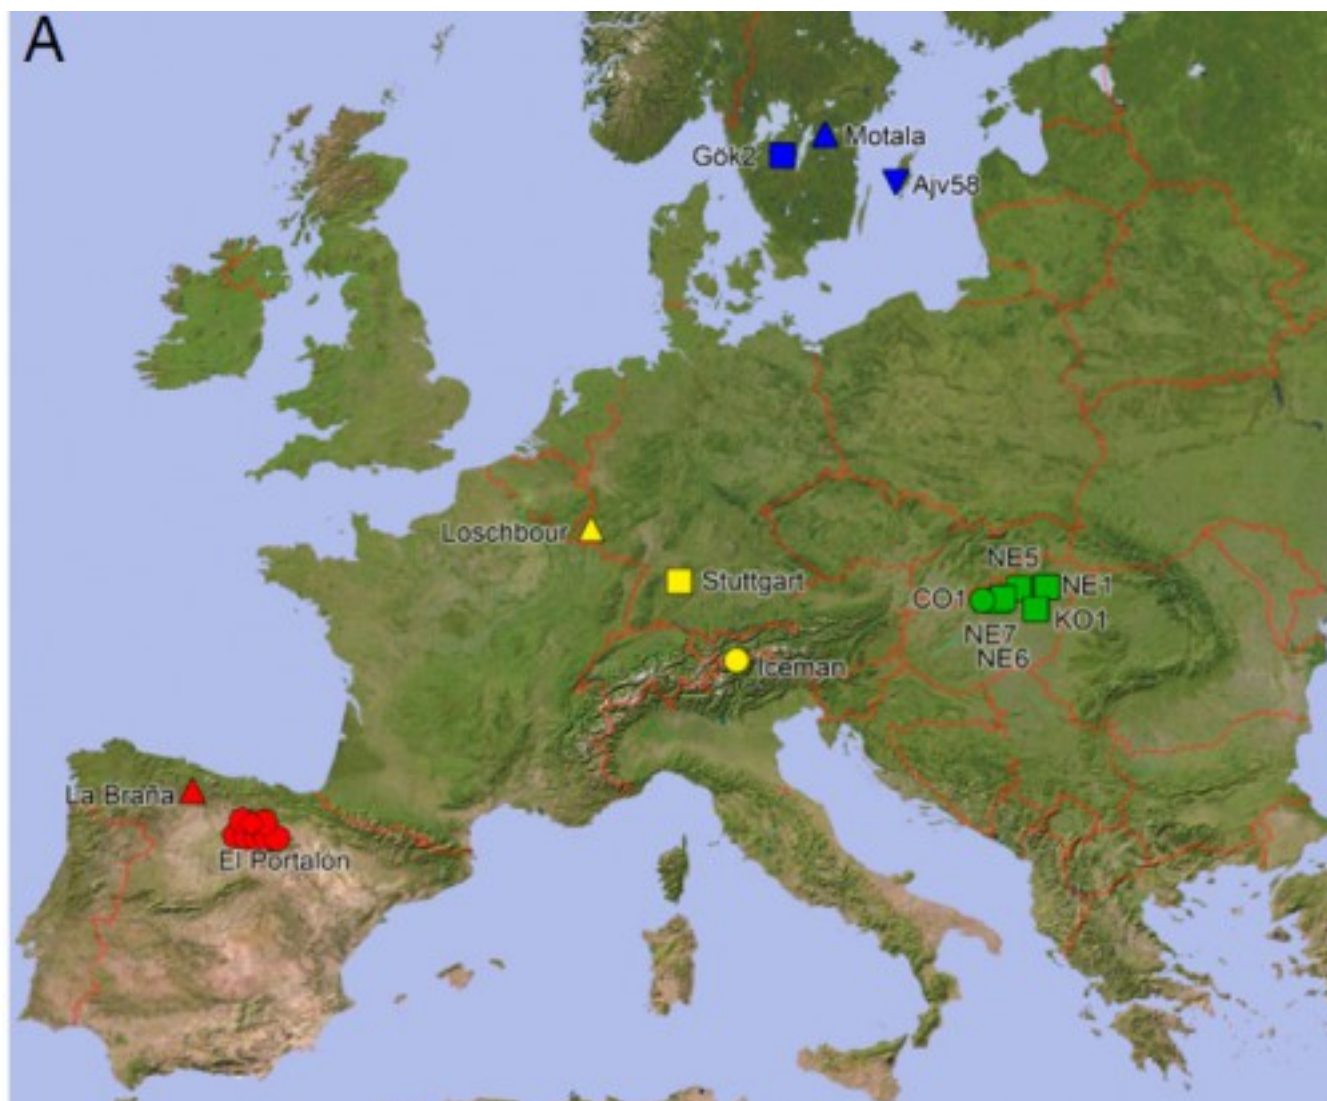 A
Motala
Gök2
Ajv58
Loschbour
Stuttgart
NE5
NE1
CO1
KO1
NE7
NE6
Iceman
La Braña
El Portalón